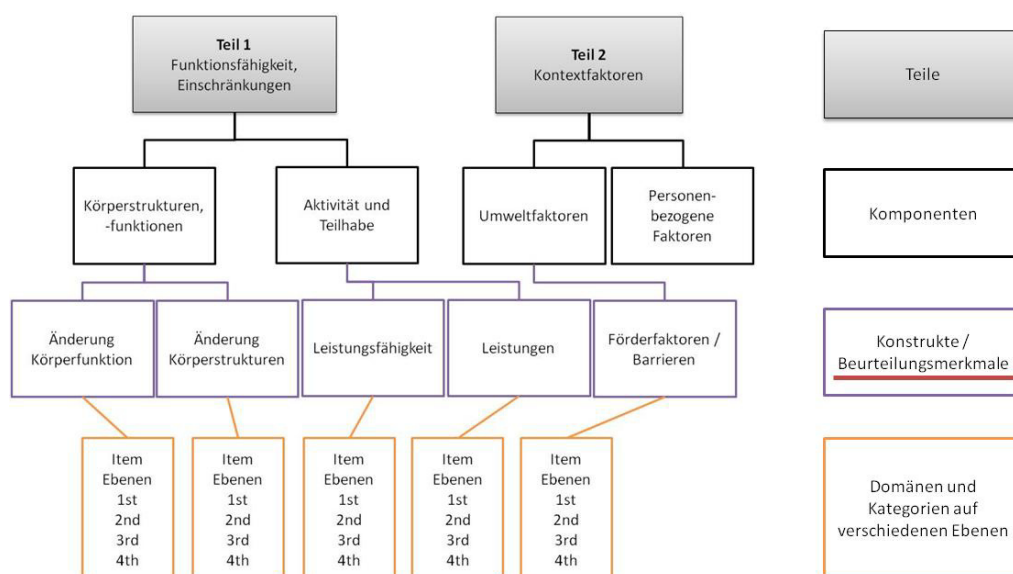 Teil 1
Funktionsfähigkeit,
Einschränkungen
Teil 2
Kontextfaktoren
Teile
Körperstrukturen,
-funktionen
Aktivität und
Teilhabe
Umweltfaktoren
Personen-
bezogene
Faktoren
Komponenten
Änderung
Körperfunktion
Änderung
Körperstrukturen
Leistungsfähigkeit
Leistungen
Förderfaktoren /
Barrieren
Konstrukte /
Beurteilungsmerkmale
Item
Ebenen
1st
2nd
3rd
4th
Item
Ebenen
1st
2nd
3rd
4th
Item
Ebenen
1st
2nd
3rd
4th
Item
Ebenen
1st
2nd
3rd
4th
Item
Ebenen
1st
2nd
3rd
4th
Domänen und
Kategorien auf
verschiedenen Ebenen